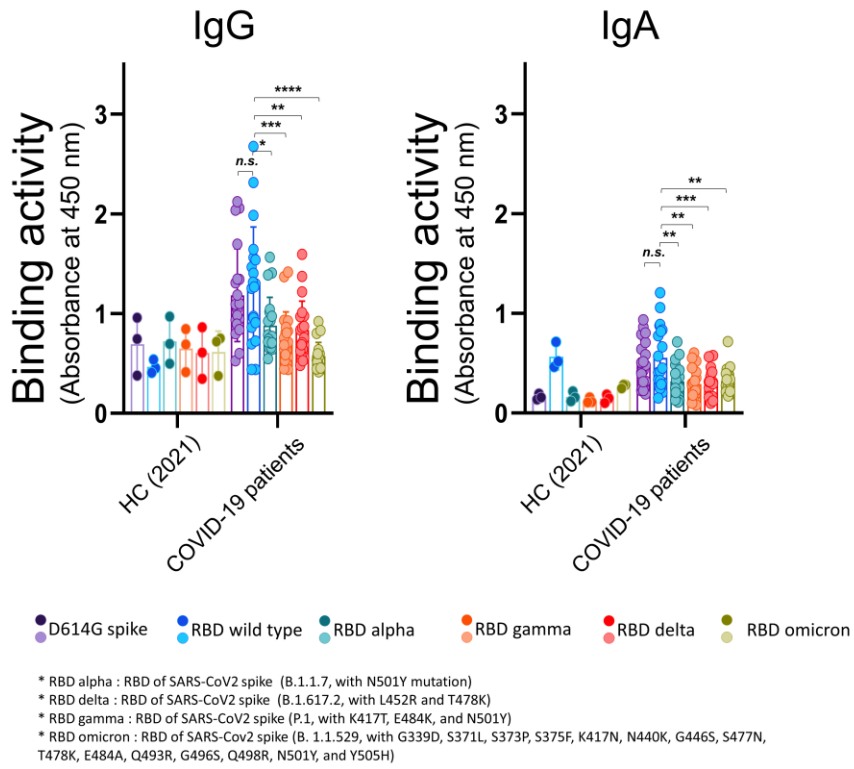 IgG
IgA
Binding activity
(Absorbance at 450 nm)
3
2
1
0
n.s.
*
***
**
****
HC (2021)
COVID-19 patients
Binding activity
(Absorbance at 450 nm)
3
2
1
0
n.s.
**
**
***
**
HC (2021)
COVID-19 patients
D614G spike
RBD wild type
RBD alpha
RBD gamma
RBD delta
RBD omicron
* RBD alpha : RBD of SARS-CoV2 spike (B.1.1.7, with N501Y mutation)
* RBD delta : RBD of SARS-CoV2 spike (B.1.617.2, with L452R and T478K)
* RBD gamma : RBD of SARS-CoV2 spike (P.1, with K417T, E484K, and N501Y)
* RBD omicron : RBD of SARS-Cov2 spike (B. 1.1.529, with G339D, S371L, S373P, S375F, K417N, N440K, G446S, S477N,
T478K, E484A, Q493R, G496S, Q498R, N501Y, and Y505H)